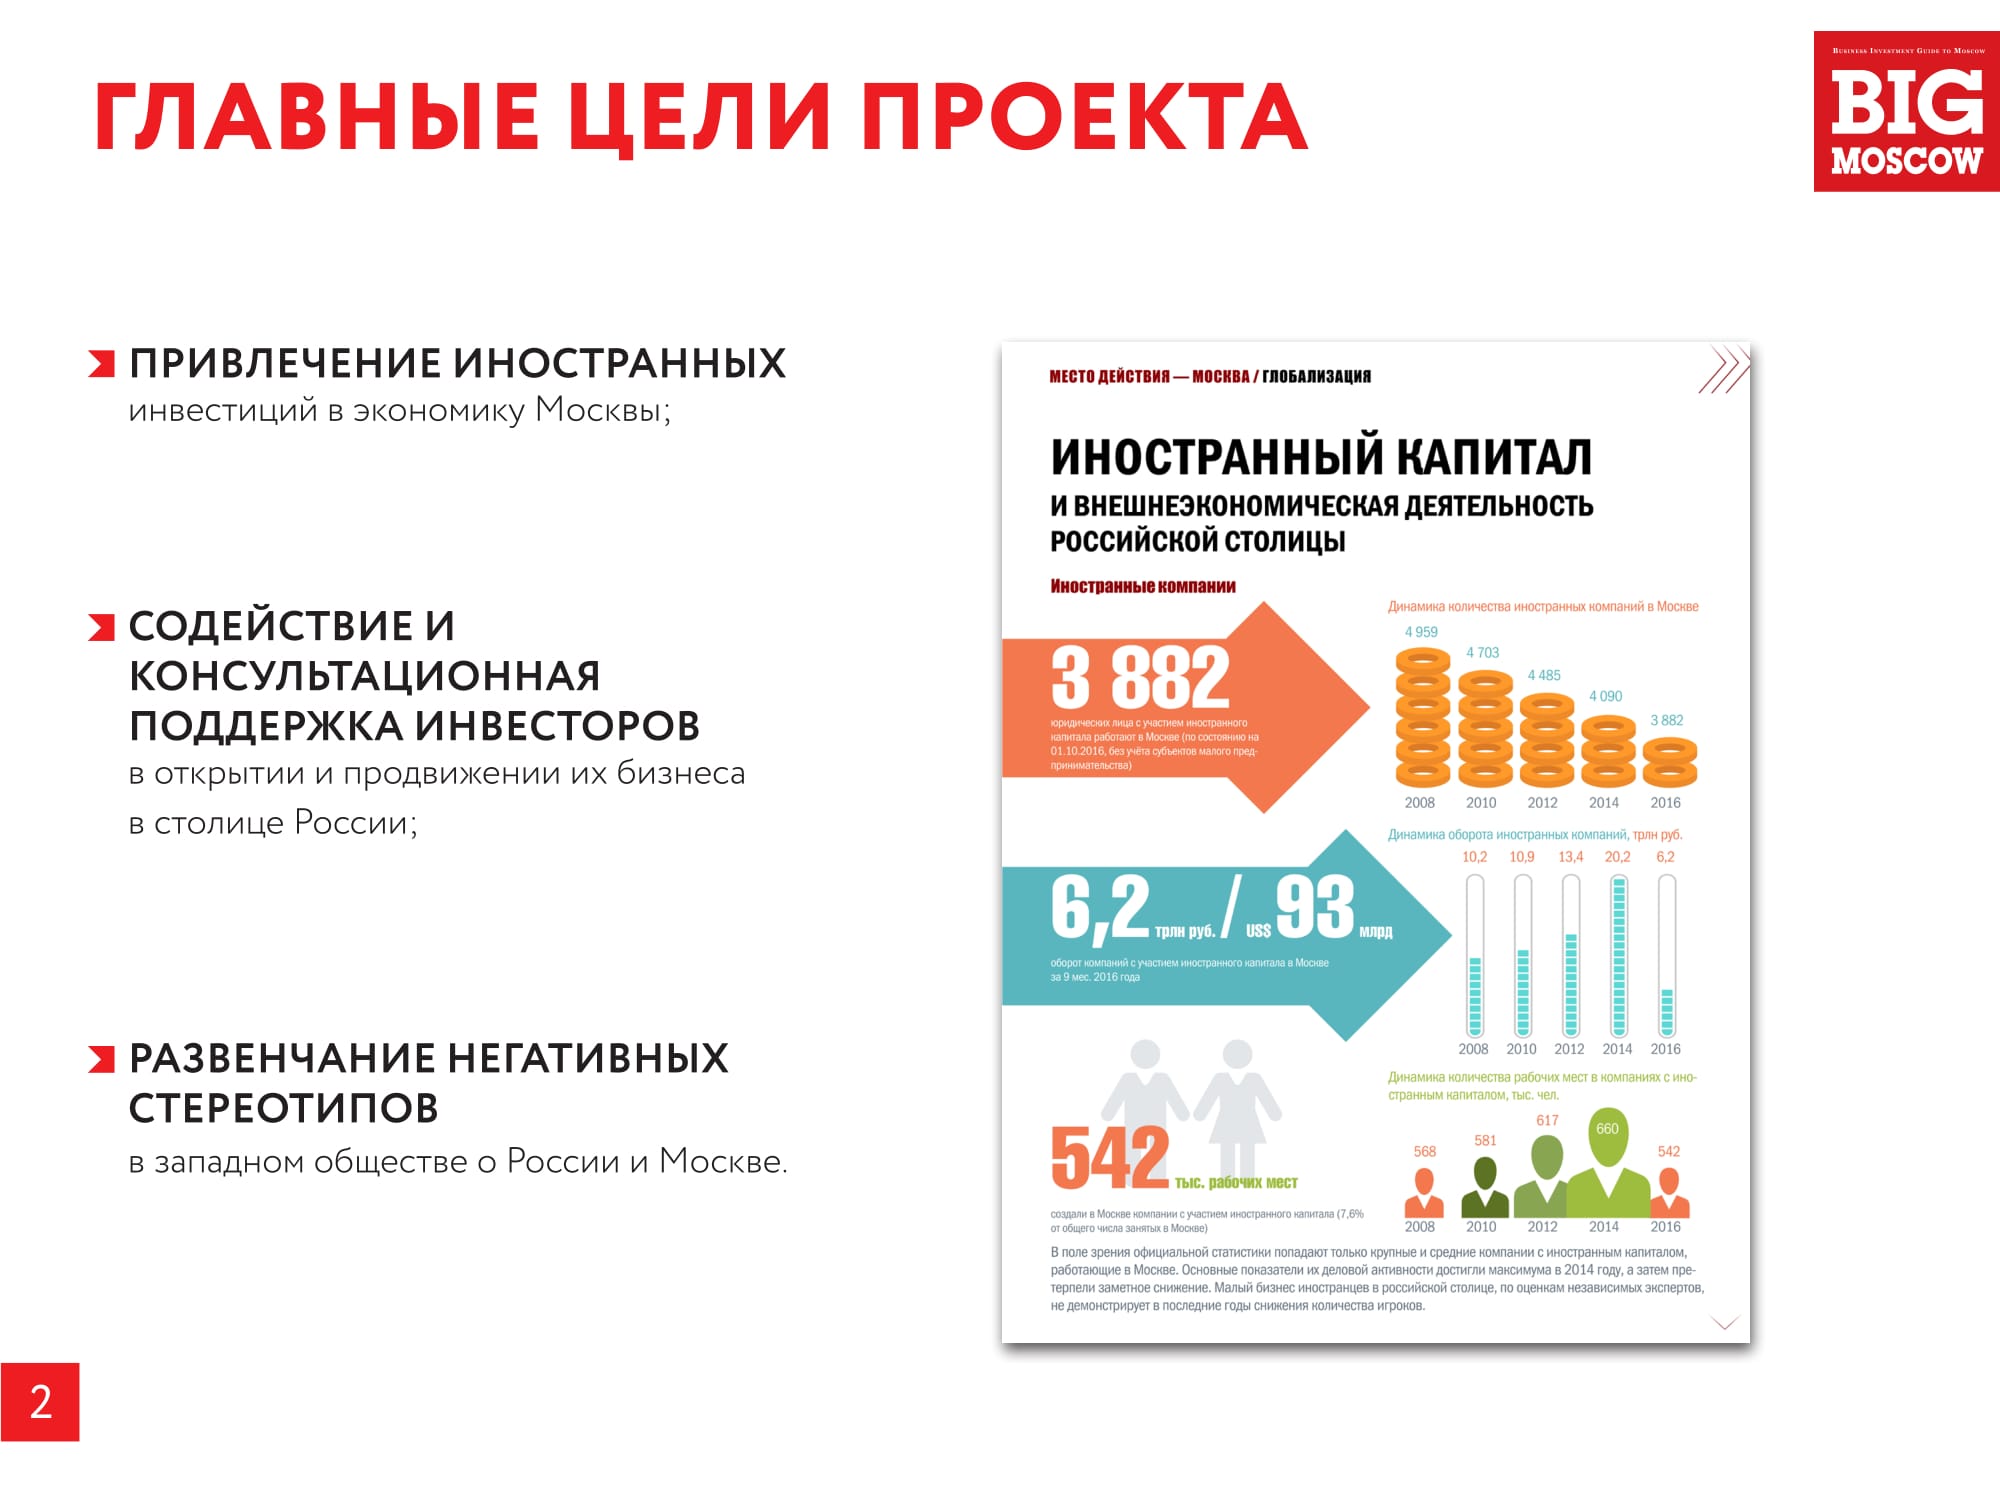 ГЛАВНЫЕ ЦЕЛИ ПРОЕКТА
BUSINESS INVESTMENT GUIDE TO MOSCOW
BIG
MOSCOW
ПРИВЛЕЧЕНИЕ ИНОСТРАННЫХ
инвестиций в экономику Москвы;
СОДЕЙСТВИЕ И
КОНСУЛЬТАЦИОННАЯ
ПОДДЕРЖКА ИНВЕСТОРОВ
в открытии и продвижении их бизнеса
в столице России;
РАЗВЕНЧАНИЕ НЕГАТИВНЫХ
СТЕРЕОТИПОВ
в западном обществе о России и Москве.
2
МЕСТО ДЕЙСТВИЯ — МОСКВА / ГЛОБАЛИЗАЦИЯ
ИНОСТРАННЫЙ КАПИТАЛ
И ВНЕШНЕЭКОНОМИЧЕСКАЯ ДЕЯТЕЛЬНОСТЬ
РОССИЙСКОЙ СТОЛИЦЫ
Иностранные компании
3 882
юридических лица с участием иностранного
капитала работают в Москве (по состоянию на
01.10.2016, без учёта субъектов малого пред-
принимательства)
Динамика количества иностранных компаний в Москве
4 959
4 703
4 485
4 090
3 882
2008 2010 2012 2014 2016
6,2 трлн руб. / US$ 93 млрд
оборот компаний с участием иностранного капитала в Москве
за 9 мес. 2016 года
Динамика оборота иностранных компаний, трлн руб.
10,2 10,9 13,4 20,2 6,2
2008 2010 2012 2014 2016
542 тыс. рабочих мест
создали в Москве компании с участием иностранного капитала (7,6%
от общего числа занятых в Москве)
Динамика количества рабочих мест в компаниях с ино-
странным капиталом, тыс. чел.
568
581
617
660
542
2008 2010 2012 2014 2016
В поле зрения официальной статистики попадают только крупные и средние компании с иностранным капиталом,
работающие в Москве. Основные показатели их деловой активности достигли максимума в 2014 году, а затем пре-
терпели заметное снижение. Малый бизнес иностранцев в российской столице, по оценкам независимых экспертов,
не демонстрирует в последние годы снижения количества игроков.